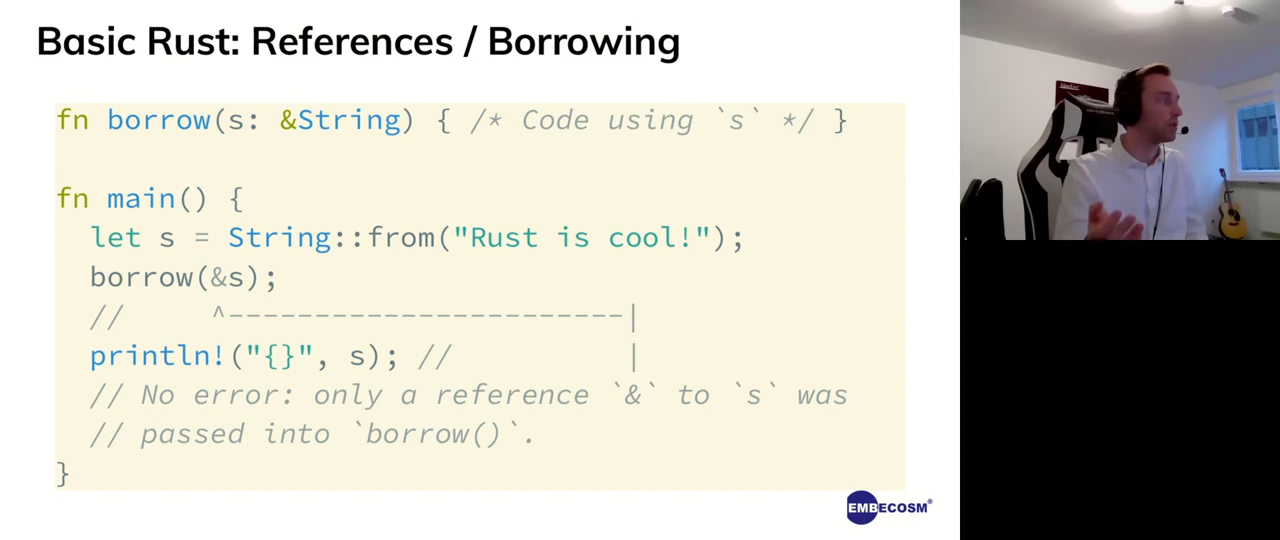 Basic Rust: References / Borrowing
fn borrow(s: &String) { /* Code using `s` */ }
fn main() {
let s = String::from("Rust is cool!");
borrow(&s);
// ^-----------------------|
println!("{}", s); // |
// No error: only a reference `&` to `s` was
// passed into `borrow()`.
}
EMBECOSM®